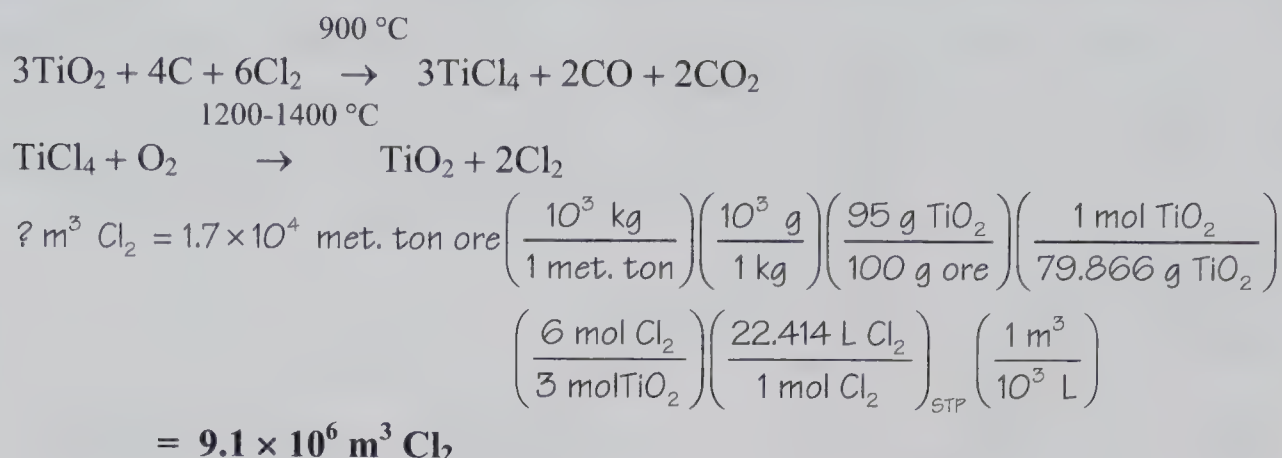 900 °C
3TiO₂ + 4C + 6Cl₂ → 3TiCl₄ + 2CO + 2CO₂
1200-1400 °C
TiCl₄ + O₂ → TiO₂ + 2Cl₂
? m³ Cl₂ = 1.7 × 10⁴ met. ton ore (10³ kg / 1 met. ton)(10³ g / 1 kg)(95 g TiO₂ / 100 g ore)(1 mol TiO₂ / 79.866 g TiO₂)
(6 mol Cl₂ / 3 molTiO₂)(22.414 L Cl₂ / 1 mol Cl₂)STP (1 m³ / 10³ L)
= 9.1 × 10⁶ m³ Cl₂